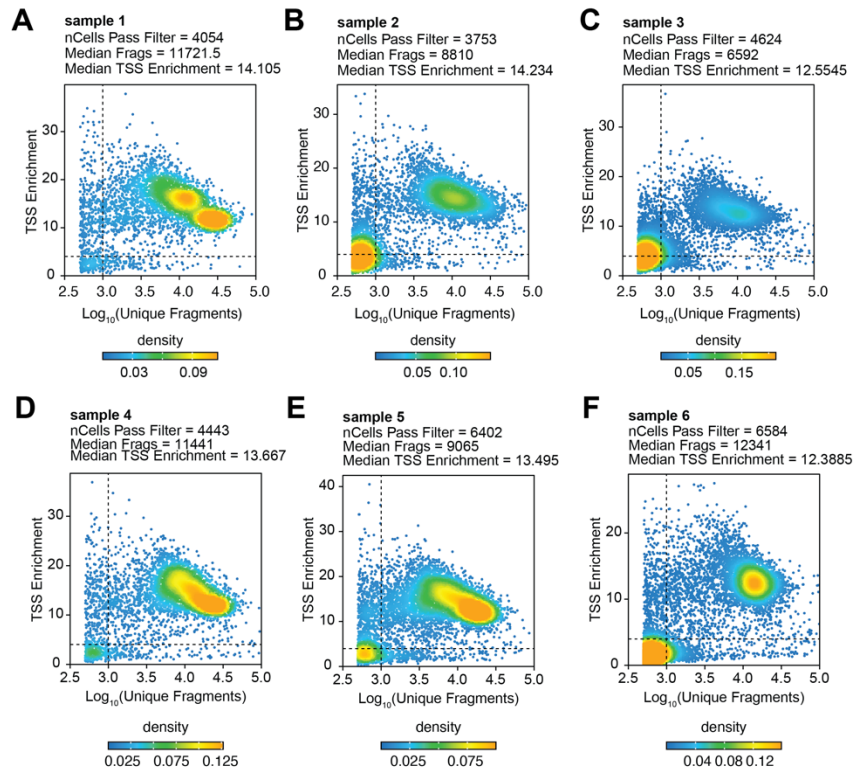 A
sample 1
nCells Pass Filter = 4054
Median Frags = 11721.5
Median TSS Enrichment = 14.105
TSS Enrichment
30
20
10
0
2.5 3.0 3.5 4.0 4.5 5.0
Log10(Unique Fragments)
density
0.03 0.09
B
sample 2
nCells Pass Filter = 3753
Median Frags = 8810
Median TSS Enrichment = 14.234
TSS Enrichment
30
20
10
0
2.5 3.0 3.5 4.0 4.5 5.0
Log10(Unique Fragments)
density
0.05 0.10
C
sample 3
nCells Pass Filter = 4624
Median Frags = 6592
Median TSS Enrichment = 12.5545
TSS Enrichment
30
20
10
0
2.5 3.0 3.5 4.0 4.5 5.0
Log10(Unique Fragments)
density
0.05 0.15
D
sample 4
nCells Pass Filter = 4443
Median Frags = 11441
Median TSS Enrichment = 13.667
TSS Enrichment
30
20
10
0
2.5 3.0 3.5 4.0 4.5 5.0
Log10(Unique Fragments)
density
0.025 0.075 0.125
E
sample 5
nCells Pass Filter = 6402
Median Frags = 9065
Median TSS Enrichment = 13.495
TSS Enrichment
40
30
20
10
0
2.5 3.0 3.5 4.0 4.5 5.0
Log10(Unique Fragments)
density
0.025 0.075
F
sample 6
nCells Pass Filter = 6584
Median Frags = 12341
Median TSS Enrichment = 12.3885
TSS Enrichment
20
10
0
2.5 3.0 3.5 4.0 4.5 5.0
Log10(Unique Fragments)
density
0.04 0.08 0.12